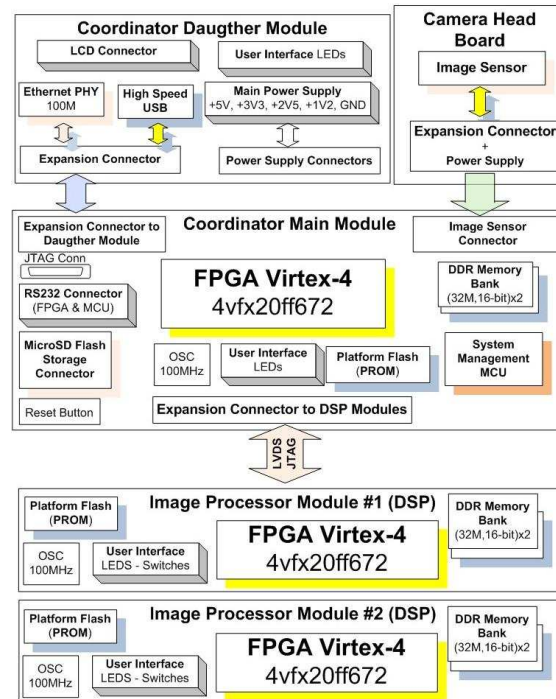 Coordinator Daugther Module
LCD Connector
User Interface LEDs
Ethernet PHY
100M
High Speed
USB
Main Power Supply
+5V, +3V3, +2V5, +1V2, GND
Expansion Connector
Power Supply Connectors
Camera Head
Board
Image Sensor
Expansion Connector
+
Power Supply
Expansion Connector to
Daugther Module
Coordinator Main Module
Image Sensor
Connector
JTAG Conn
RS232 Connector
(FPGA & MCU)
FPGA Virtex-4
4vfx20ff672
DDR Memory
Bank
(32M,16-bit)x2
MicroSD Flash
Storage
Connector
OSC
100MHz
User Interface
LEDs
Platform Flash
(PROM)
System
Management
MCU
Reset Button
Expansion Connector to DSP Modules
LVDS
JTAG
Image Processor Module #1 (DSP)
Platform Flash
(PROM)
OSC
100MHz
User Interface
LEDS - Switches
FPGA Virtex-4
4vfx20ff672
DDR Memory
Bank
(32M,16-bit)x2
Image Processor Module #2 (DSP)
Platform Flash
(PROM)
OSC
100MHz
User Interface
LEDS - Switches
FPGA Virtex-4
4vfx20ff672
DDR Memory
Bank
(32M,16-bit)x2